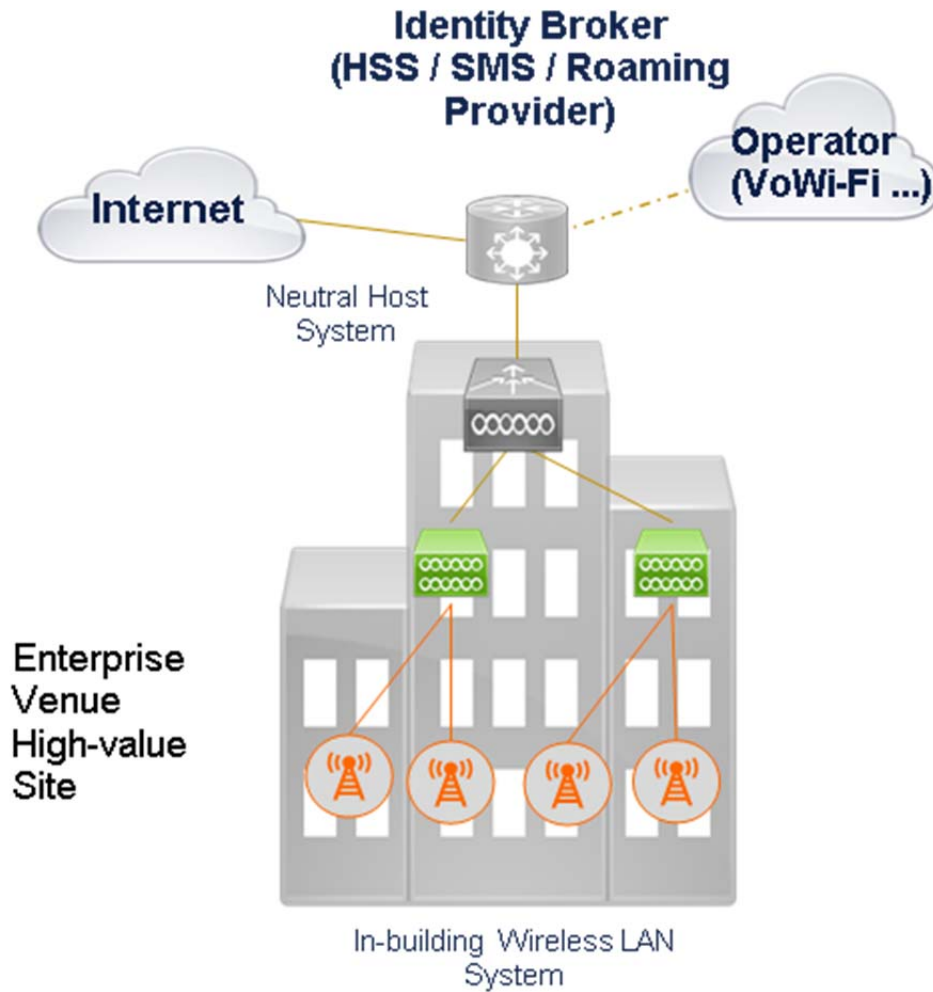 Identity Broker
(HSS / SMS / Roaming
Provider)
Operator
(VoWi-Fi ...)
Internet
Neutral Host
System
Enterprise
Venue
High-value
Site
In-building Wireless LAN
System